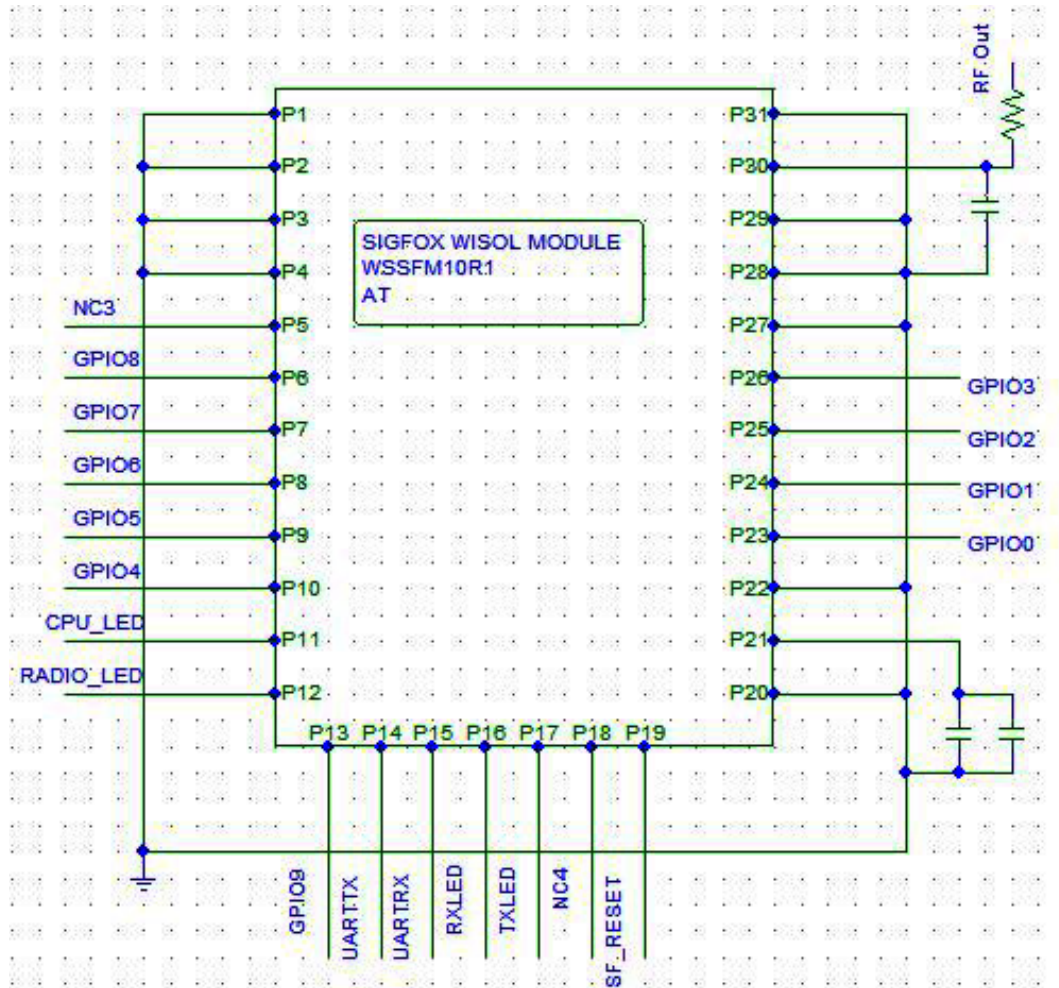 RF Out
P1
P2
P3
P4
P5
P6
P7
P8
P9
P10
P11
P12
NC3
GPIO8
GPIO7
GPIO6
GPIO5
GPIO4
CPU_LED
RADIO_LED
SIGFOX WISOL MODULE
WSSFM10R1
AT
P31
P30
P29
P28
P27
P26
P25
P24
P23
P22
P21
P20
GPIO3
GPIO2
GPIO1
GPIO0
P13 P14 P15 P16 P17 P18 P19
GPIO9
UARTTX
UARTRX
RXLED
TXLED
NC4
SF_RESET